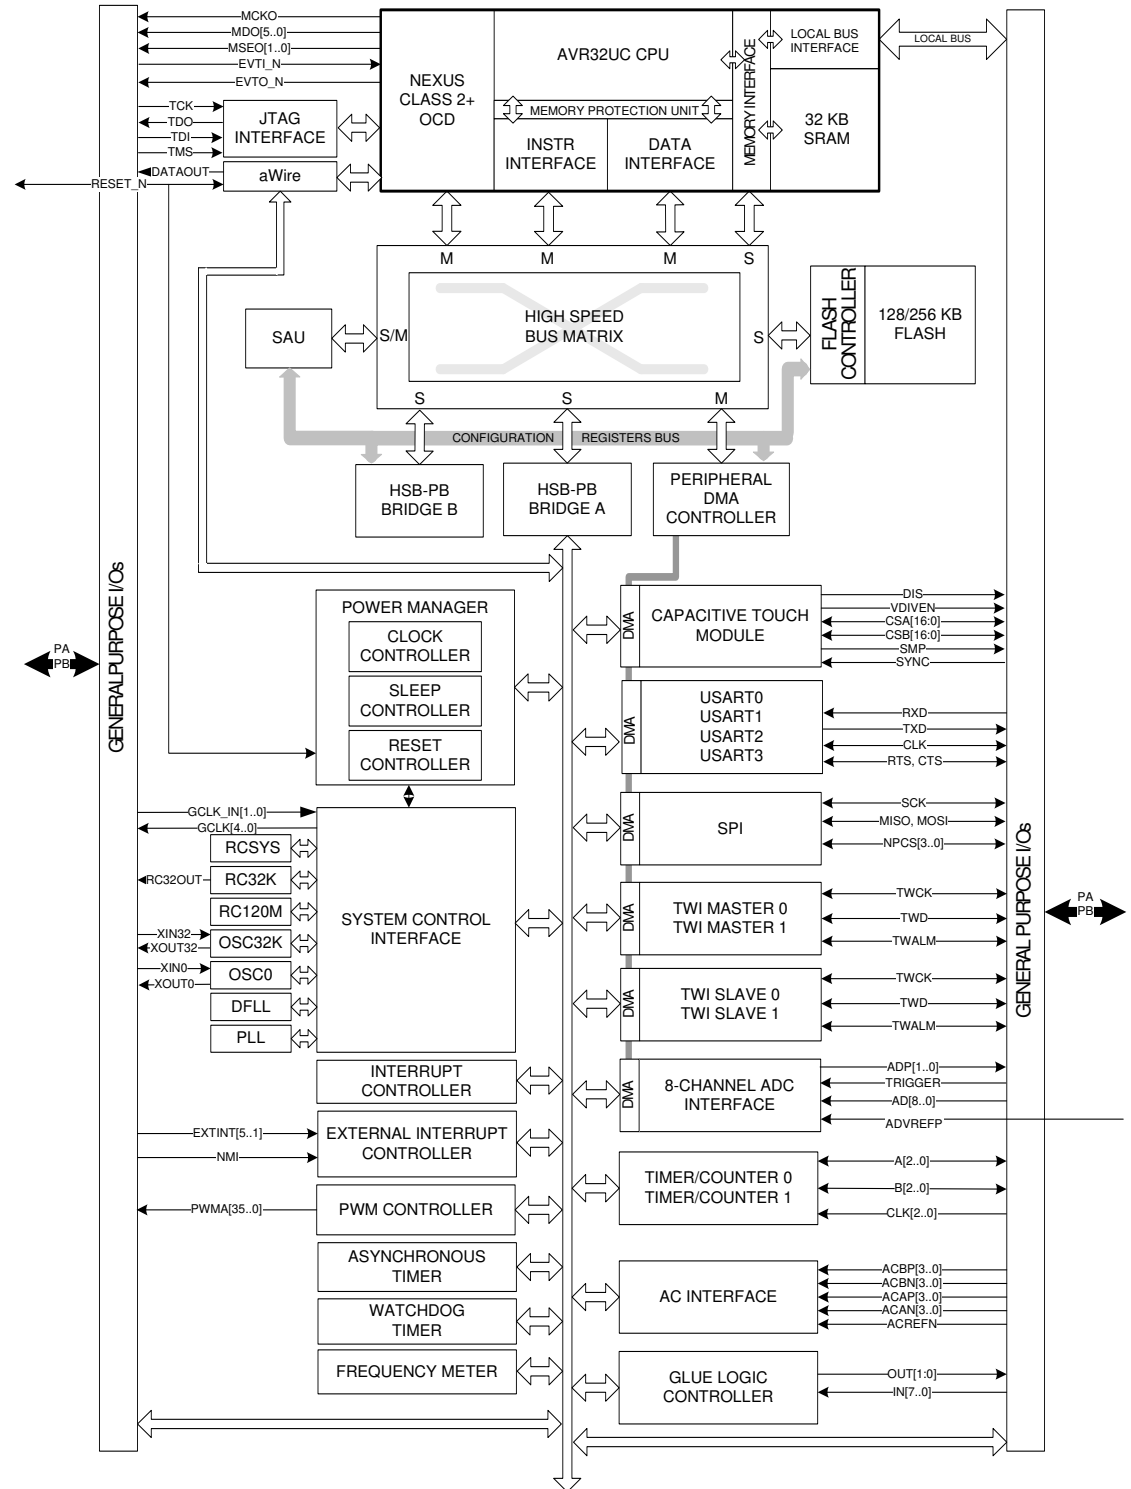 MCKO
MDO[5..0]
MSEO[1..0]
EVTI_N
EVTO_N
TCK
TDO
TDI
TMS
DATAOUT
RESET_N
JTAG
INTERFACE
aWire
NEXUS
CLASS 2+
OCD
AVR32UC CPU
MEMORY PROTECTION UNIT
INSTR
INTERFACE
DATA
INTERFACE
MEMORY INTERFACE
LOCAL BUS
INTERFACE
32 KB
SRAM
LOCAL BUS
M
M
M
S
SAU
S/M
HIGH SPEED
BUS MATRIX
S
FLASH
CONTROLLER
128/256 KB
FLASH
S
S
M
CONFIGURATION
REGISTERS BUS
HSB-PB
BRIDGE B
HSB-PB
BRIDGE A
PERIPHERAL
DMA
CONTROLLER
GENERALPURPOSE I/Os
PA
PB
POWER MANAGER
CLOCK
CONTROLLER
SLEEP
CONTROLLER
RESET
CONTROLLER
GCLK_IN[1..0]
GCLK[4..0]
RCSYS
RC32OUT
RC32K
RC120M
XIN32
XOUT32
OSC32K
XIN0
XOUT0
OSC0
DFLL
PLL
SYSTEM CONTROL
INTERFACE
INTERRUPT
CONTROLLER
EXTINT[5..1]
NMI
EXTERNAL INTERRUPT
CONTROLLER
PWMA[35..0]
PWM CONTROLLER
ASYNCHRONOUS
TIMER
WATCHDOG
TIMER
FREQUENCY METER
DMA
CAPACITIVE TOUCH
MODULE
DIS
VDIVEN
CSA[16:0]
CSB[16:0]
SMP
SYNC
DMA
USART0
USART1
USART2
USART3
RXD
TXD
CLK
RTS, CTS
DMA
SPI
SCK
MISO, MOSI
NPCS[3..0]
DMA
TWI MASTER 0
TWI MASTER 1
TWCK
TWD
TWALM
DMA
TWI SLAVE 0
TWI SLAVE 1
TWCK
TWD
TWALM
DMA
8-CHANNEL ADC
INTERFACE
ADP[1..0]
TRIGGER
AD[8..0]
ADVREFP
TIMER/COUNTER 0
TIMER/COUNTER 1
A[2..0]
B[2..0]
CLK[2..0]
AC INTERFACE
ACBP[3..0]
ACBN[3..0]
ACAP[3..0]
ACAN[3..0]
ACREFN
GLUE LOGIC
CONTROLLER
OUT[1:0]
IN[7..0]
GENERAL PURPOSE I/Os
PA
PB